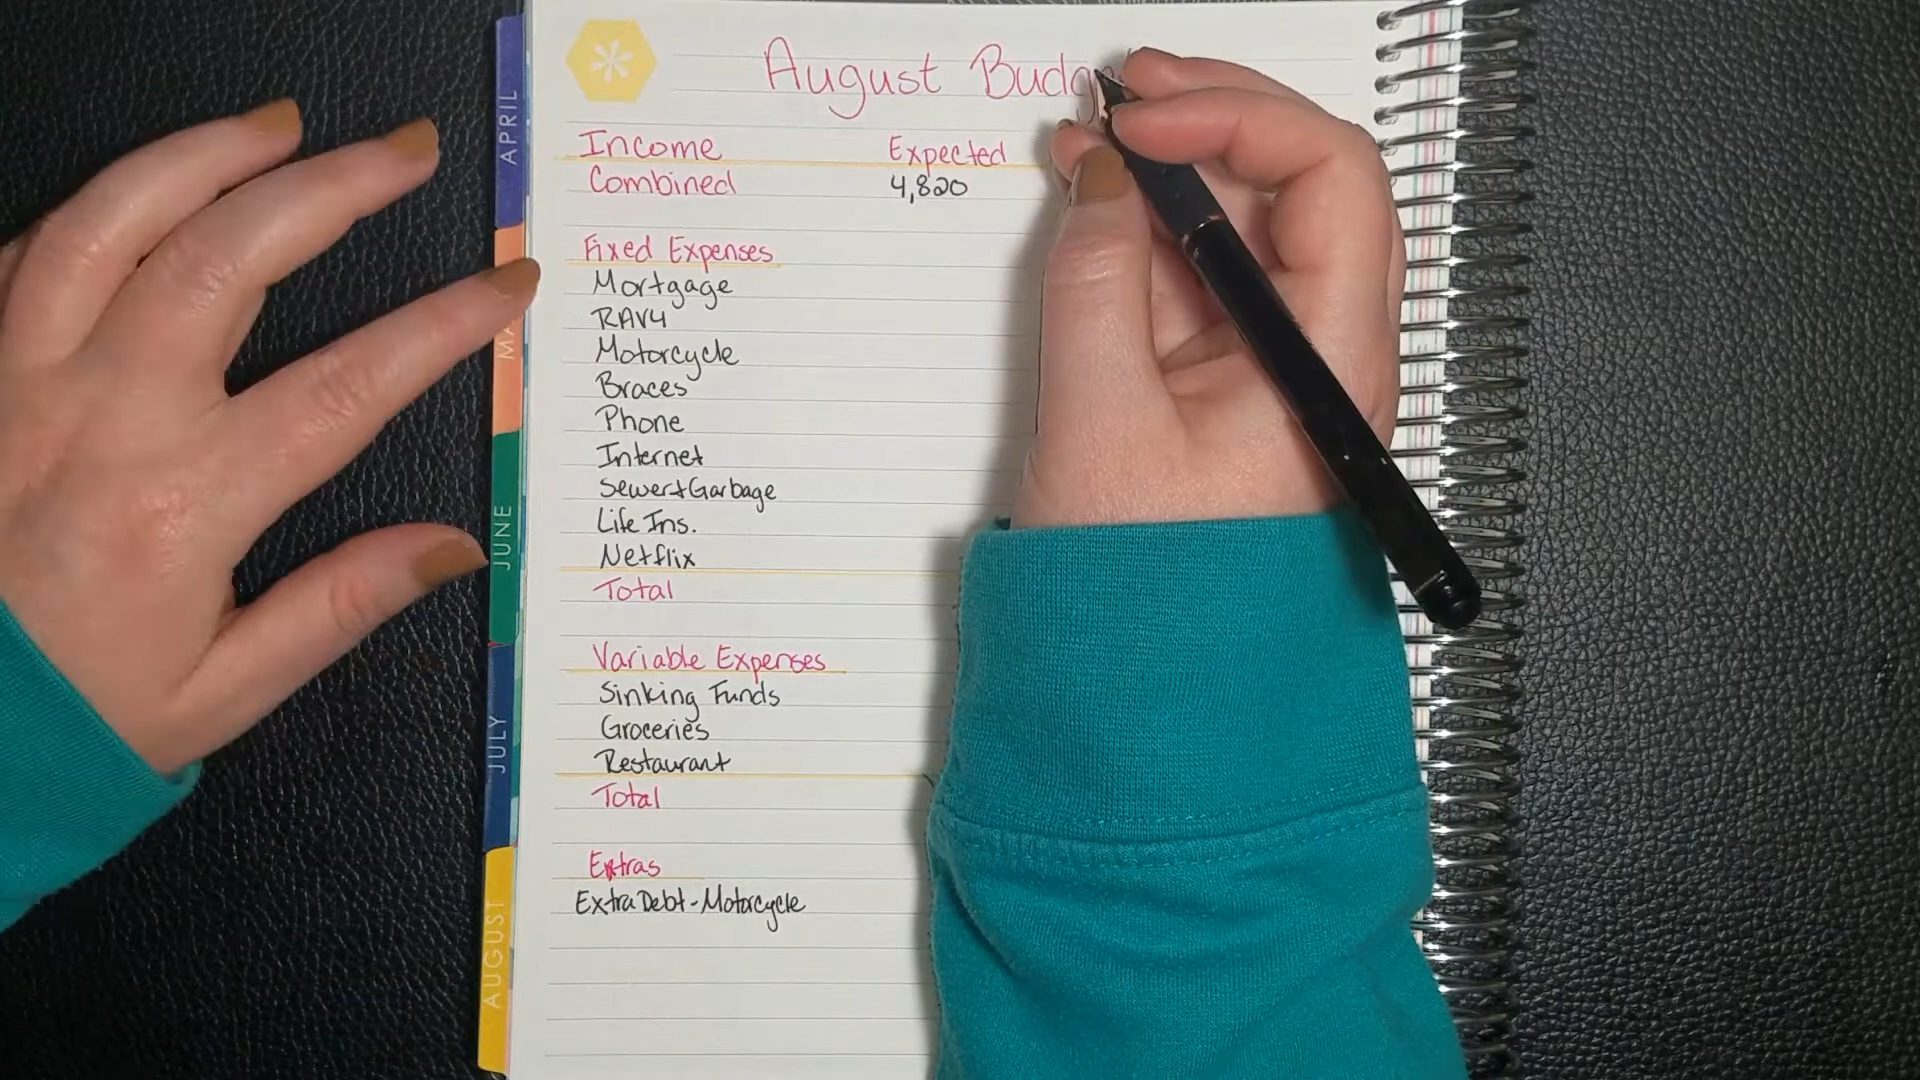 August Budg
Income Expected
Combined 4,820
Fixed Expenses
Mortgage
RAV4
Motorcycle
Braces
Phone
Internet
Sewer+Garbage
Life Ins.
Netflix
Total
Variable Expenses
Sinking Funds
Groceries
Restaurant
Total
Extras
Extra Debt - Motorcycle
APRIL
MA
JUNE
JULY
AUGUST